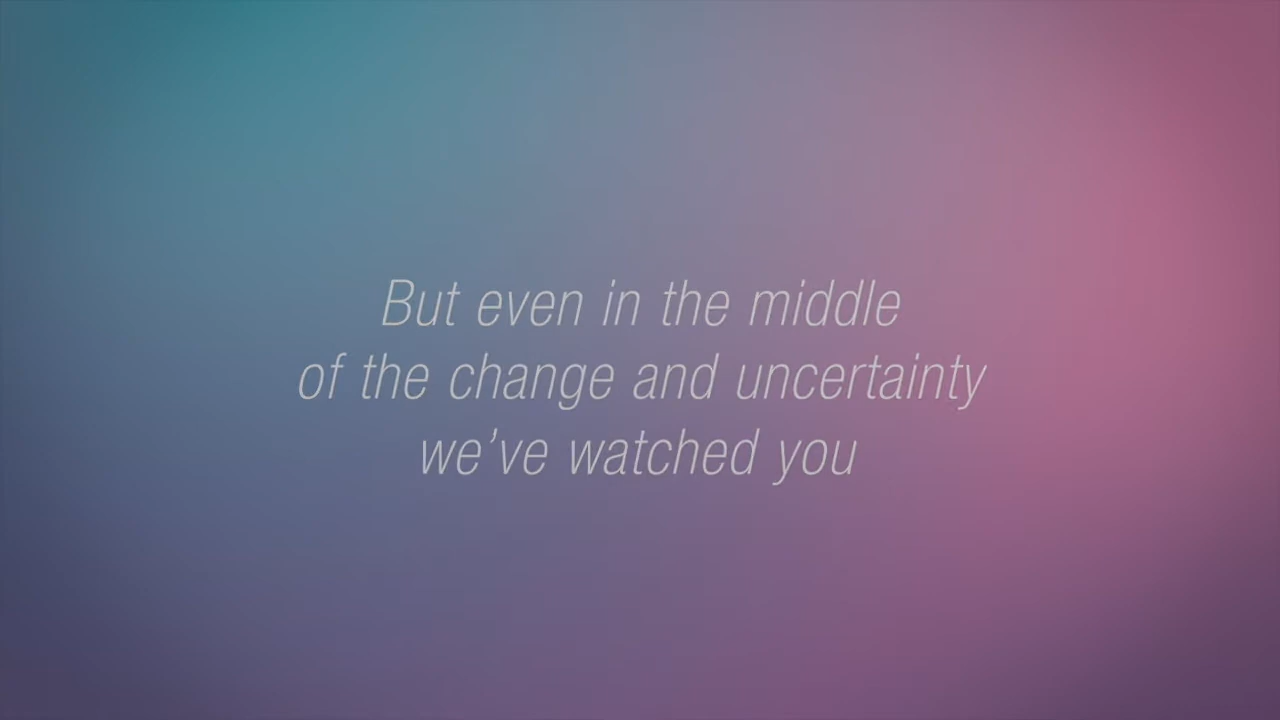 But even in the middle
of the change and uncertainty
we’ve watched you